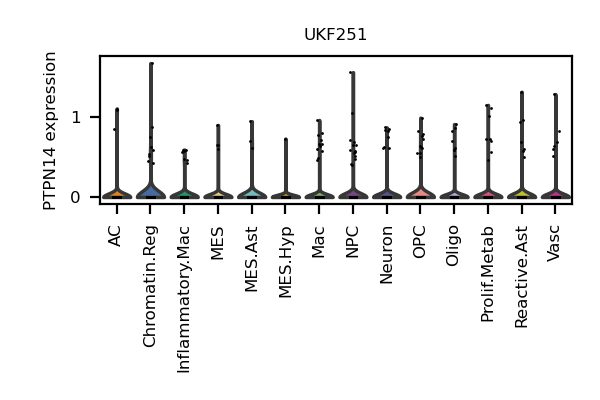 UKF251
PTPN14 expression
1
0
AC
Chromatin.Reg
Inflammatory.Mac
MES
MES.Ast
MES.Hyp
Mac
NPC
Neuron
OPC
Oligo
Prolif.Metab
Reactive.Ast
Vasc